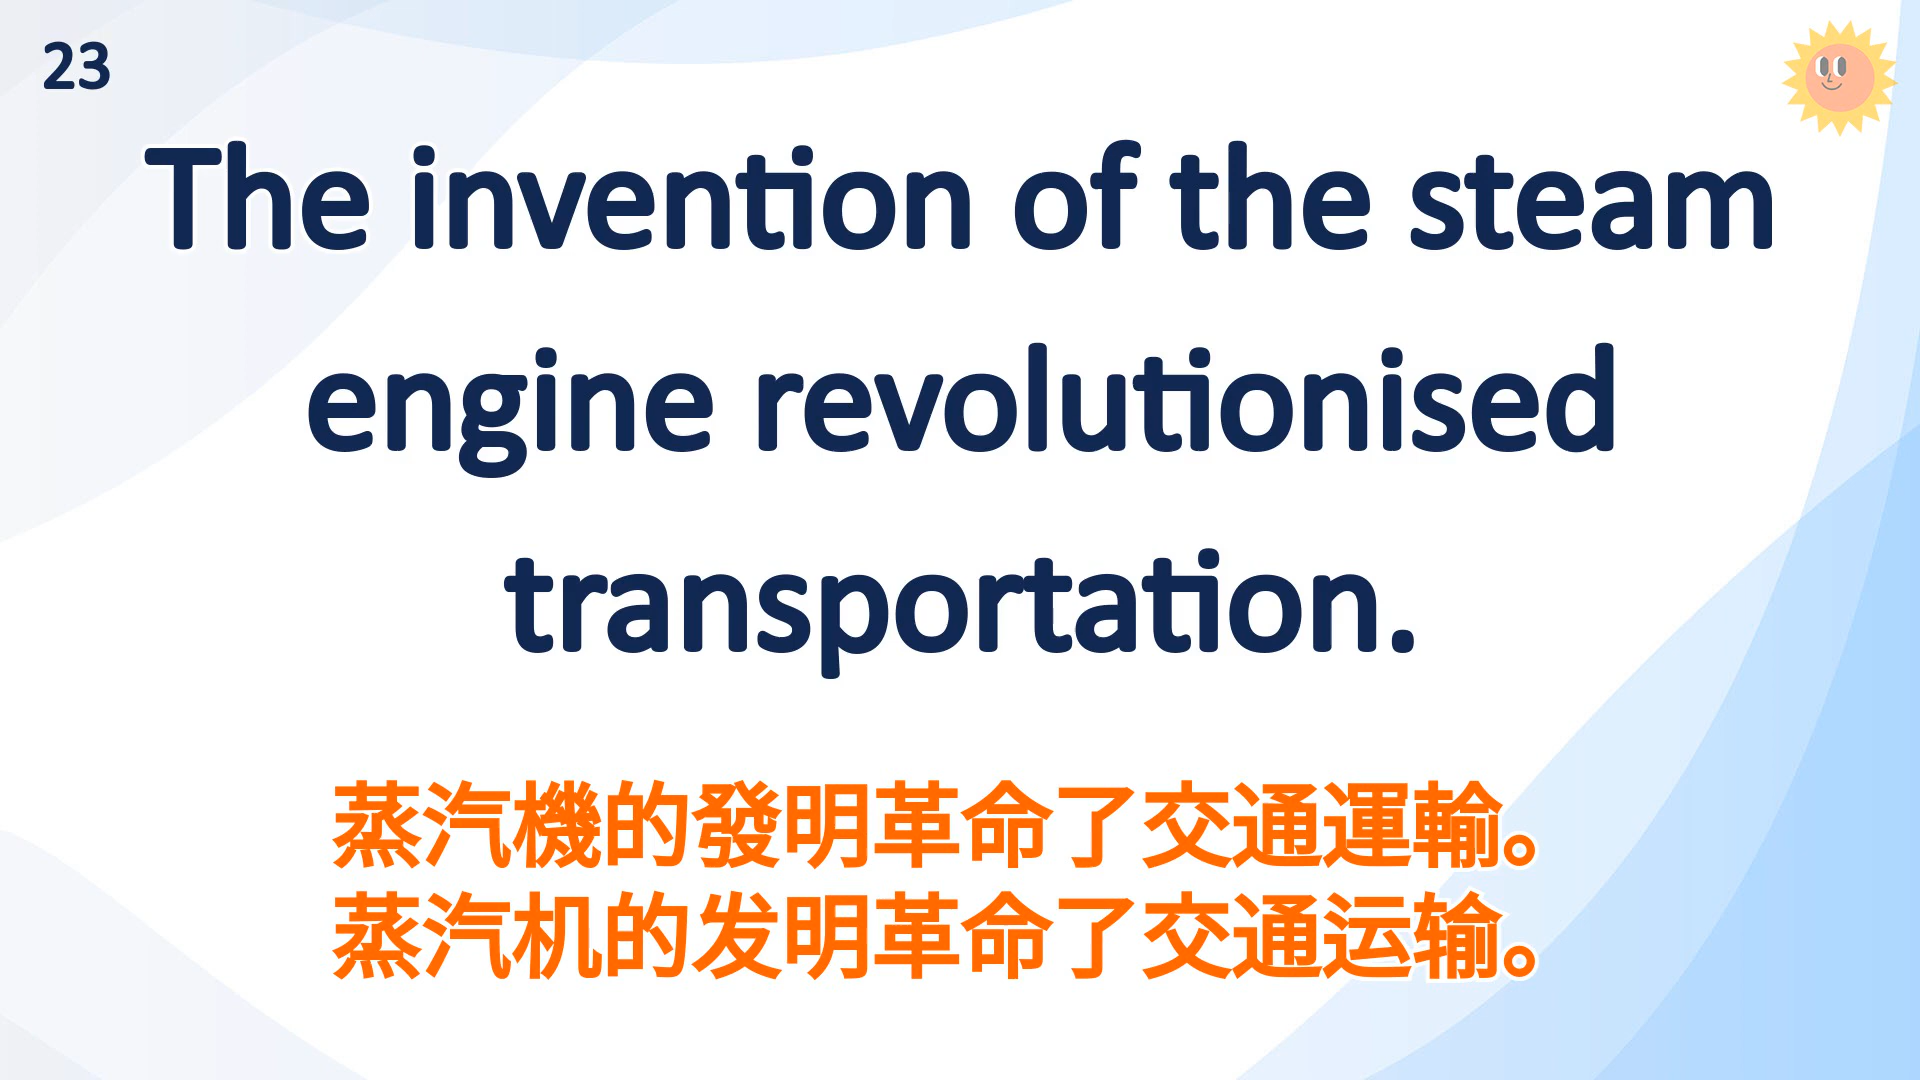 23
The invention of the steam
engine revolutionised
transportation.
蒸汽機的發明革命了交通運輸。
蒸汽机的发明革命了交通运输。